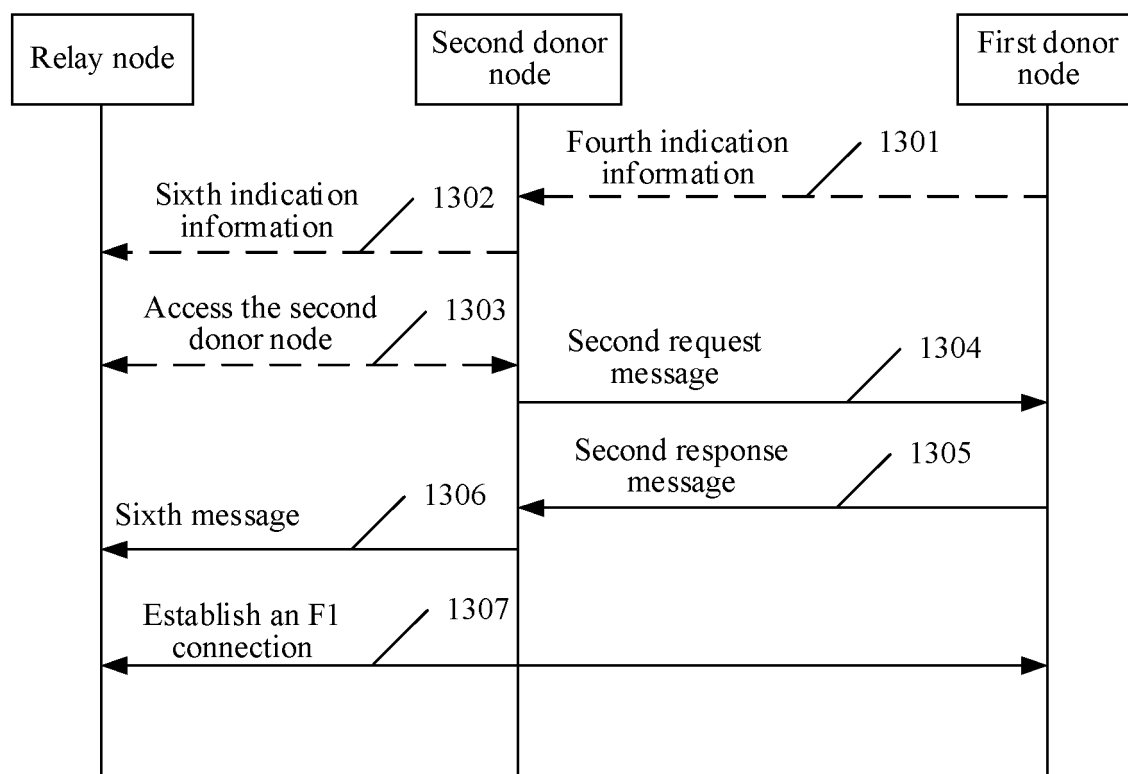 Relay node
Second donor
node
First donor
node
Fourth indication
information
1301
Sixth indication
information
1302
Access the second
donor node
1303
Second request
message
1304
Second response
message
1305
Sixth message
1306
Establish an F1
connection
1307